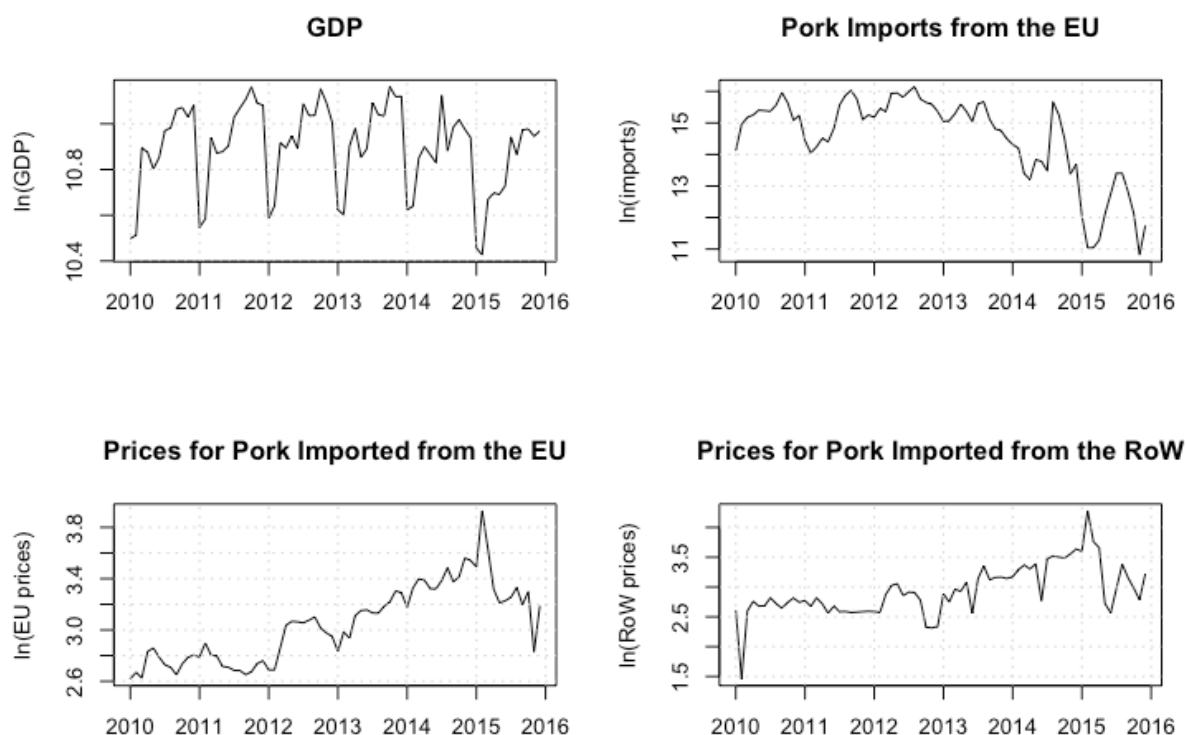 GDP
ln(GDP)
10.8
10.4
2010 2011 2012 2013 2014 2015 2016
Pork Imports from the EU
ln(imports)
15
13
11
2010 2011 2012 2013 2014 2015 2016
Prices for Pork Imported from the EU
ln(EU prices)
3.8
3.4
3.0
2.6
2010 2011 2012 2013 2014 2015 2016
Prices for Pork Imported from the RoW
ln(RoW prices)
3.5
2.5
1.5
2010 2011 2012 2013 2014 2015 2016